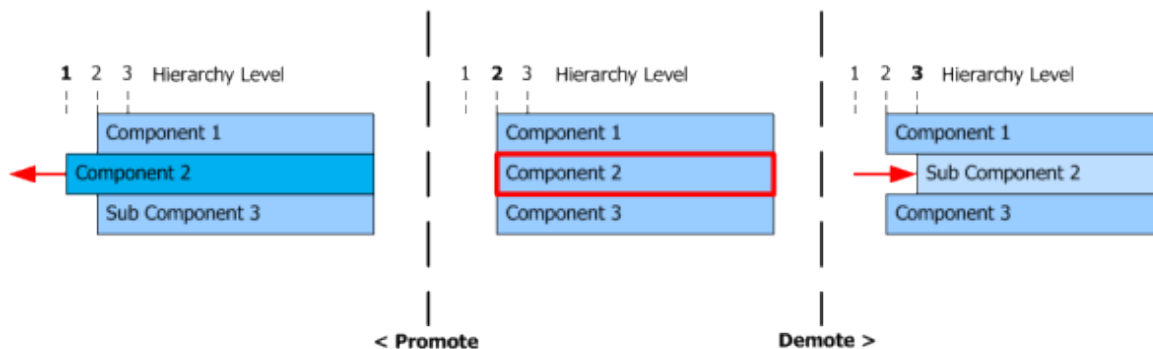 1 2 3 Hierarchy Level
Component 1
Component 2
Sub Component 3
1 2 3 Hierarchy Level
Component 1
Component 2
Component 3
1 2 3 Hierarchy Level
Component 1
Sub Component 2
Component 3
< Promote
Demote >